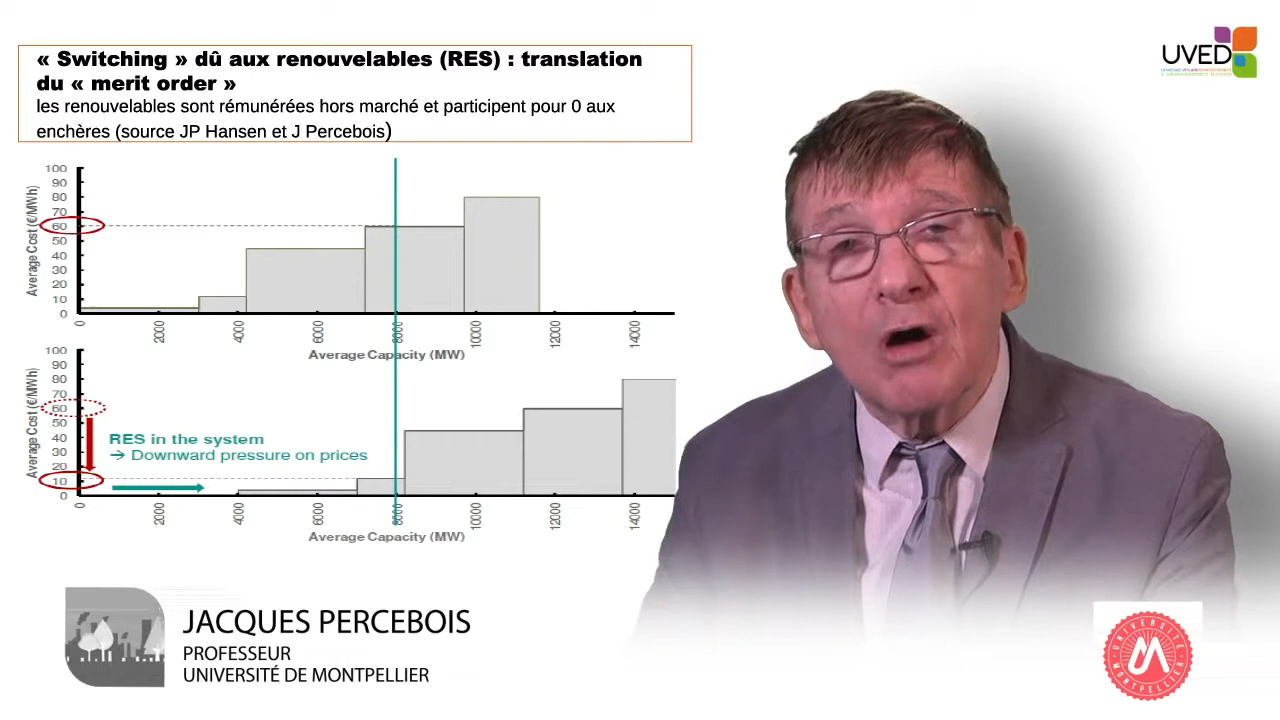 « Switching » dû aux renouvelables (RES) : translation
du « merit order »
les renouvelables sont rémunérées hors marché et participent pour 0 aux
enchères (source JP Hansen et J Percebois)
UVED
Average Cost (€/MWh)
100
90
80
70
60
50
40
30
20
10
0
0 2000 4000 6000 8000 10000 12000 14000
Average Capacity (MW)
Average Cost (€/MWh)
100
90
80
70
60
50
40
30
20
10
0
RES in the system
→ Downward pressure on prices
0 2000 4000 6000 8000 10000 12000 14000
Average Capacity (MW)
JACQUES PERCEBOIS
PROFESSEUR
UNIVERSITÉ DE MONTPELLIER
UNIVERSITÉ
MONTPELLIER